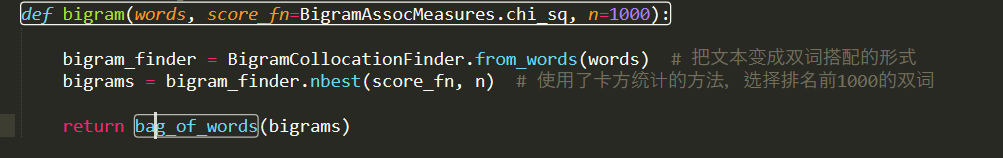 def bigram(words, score_fn=BigramAssocMeasures.chi_sq, n=1000):
bigram_finder = BigramCollocationFinder.from_words(words)  # 把文本变成双词搭配的形式
bigrams = bigram_finder.nbest(score_fn, n)  # 使用了卡方统计的方法，选择排名前1000的双词
return bag_of_words(bigrams)